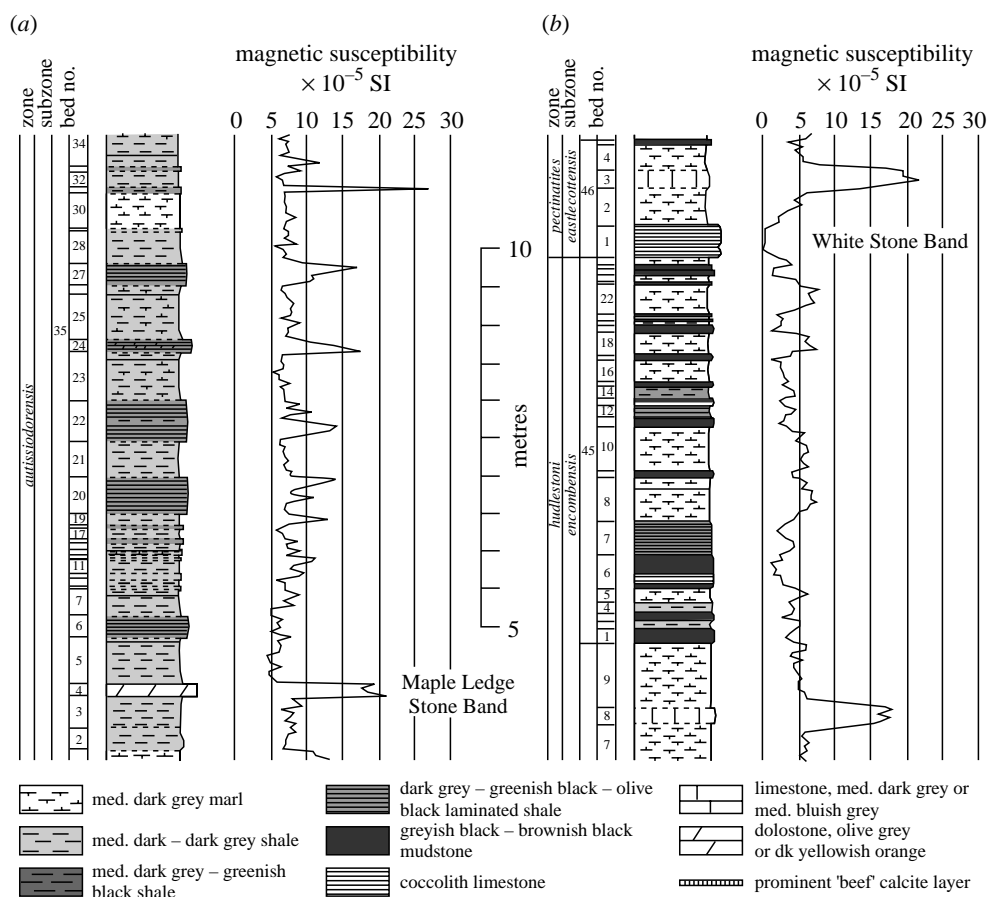 (a)
magnetic susceptibility
× 10⁻⁵ SI
zone
subzone
bed no.
0 5 10 15 20 25 30
34
32
30
28
27
25
35
24
23
22
21
20
19
17
11
7
6
5
4
3
2
autissiodorensis
Maple Ledge
Stone Band
10
metres
5
(b)
magnetic susceptibility
× 10⁻⁵ SI
zone
subzone
bed no.
0 5 10 15 20 25 30
4
3
46
2
1
22
18
16
14
12
45
10
8
7
6
5
4
1
9
8
7
pectinatites
eastlecottensis
hudlestoni
encombensis
White Stone Band
med. dark grey marl
med. dark – dark grey shale
med. dark grey – greenish
black shale
dark grey – greenish black – olive
black laminated shale
greyish black – brownish black
mudstone
coccolith limestone
limestone, med. dark grey or
med. bluish grey
dolostone, olive grey
or dk yellowish orange
prominent 'beef' calcite layer